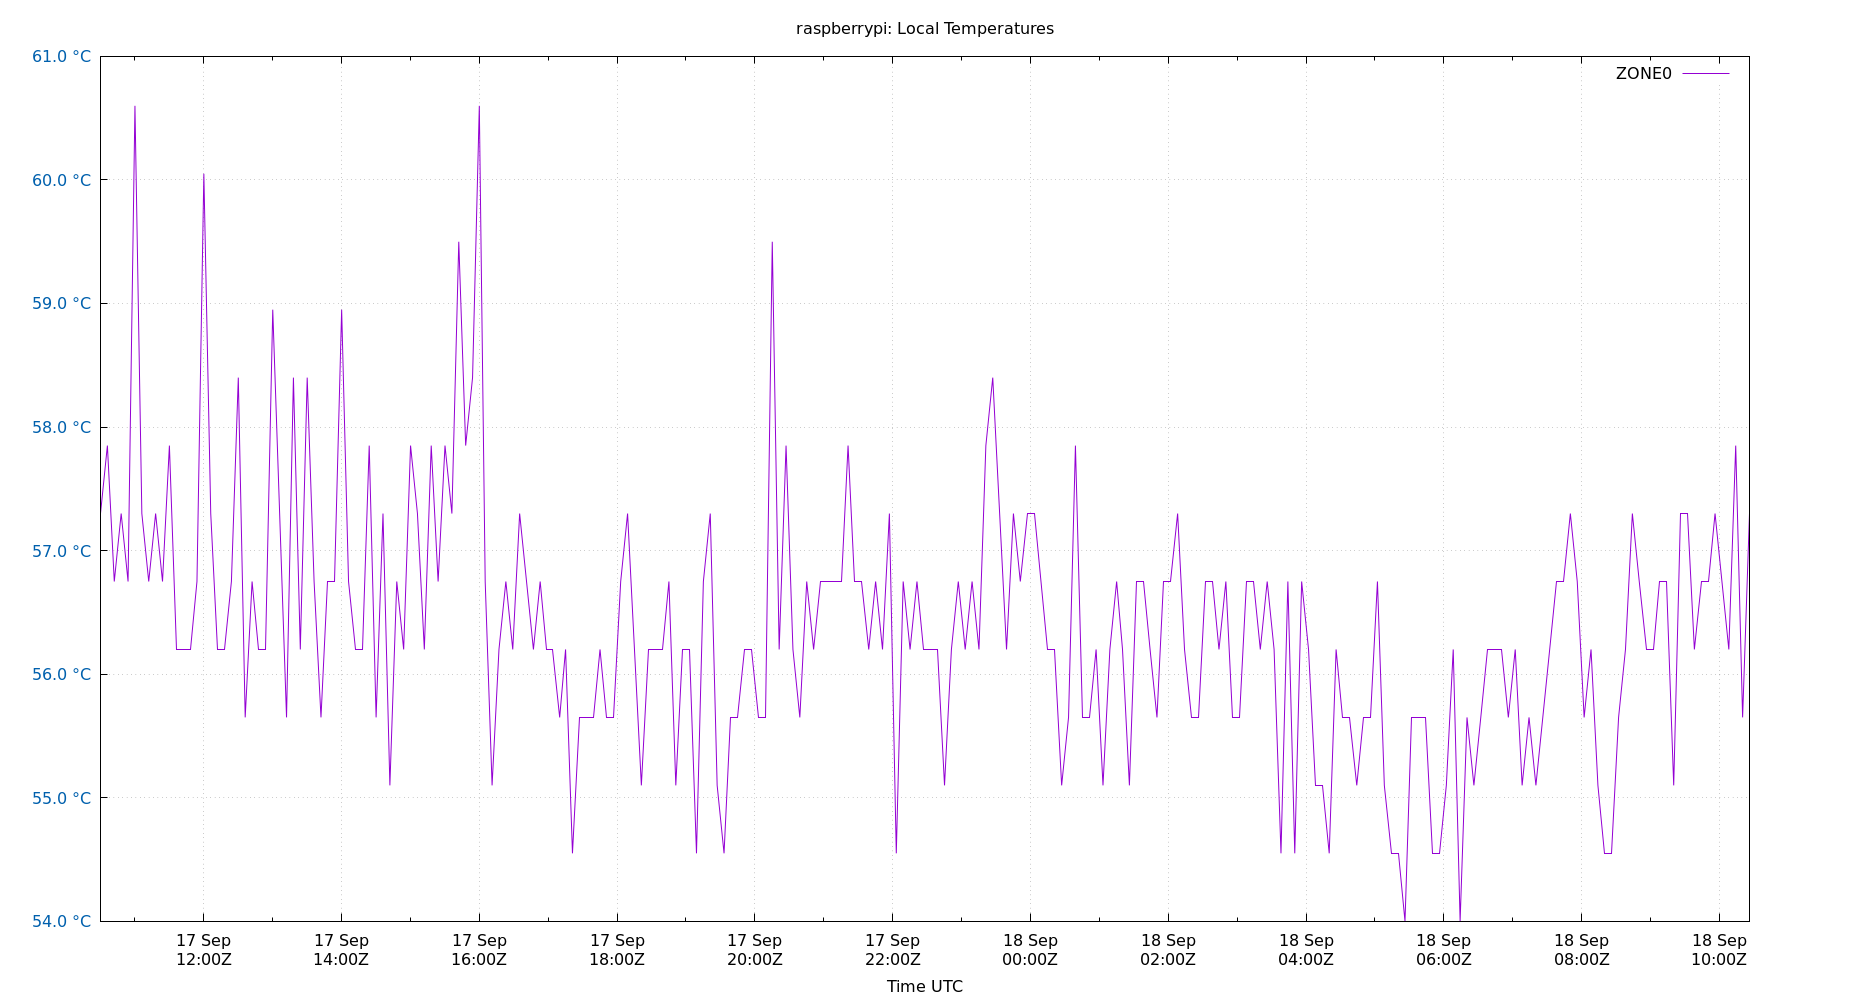 raspberrypi: Local Temperatures
61.0 °C
ZONE0
60.0 °C
59.0 °C
58.0 °C
57.0 °C
56.0 °C
55.0 °C
54.0 °C
17 Sep 17 Sep 17 Sep 17 Sep 17 Sep 17 Sep 18 Sep 18 Sep 18 Sep 18 Sep 18 Sep 18 Sep
12:00Z 14:00Z 16:00Z 18:00Z 20:00Z 22:00Z 00:00Z 02:00Z 04:00Z 06:00Z 08:00Z 10:00Z
Time UTC